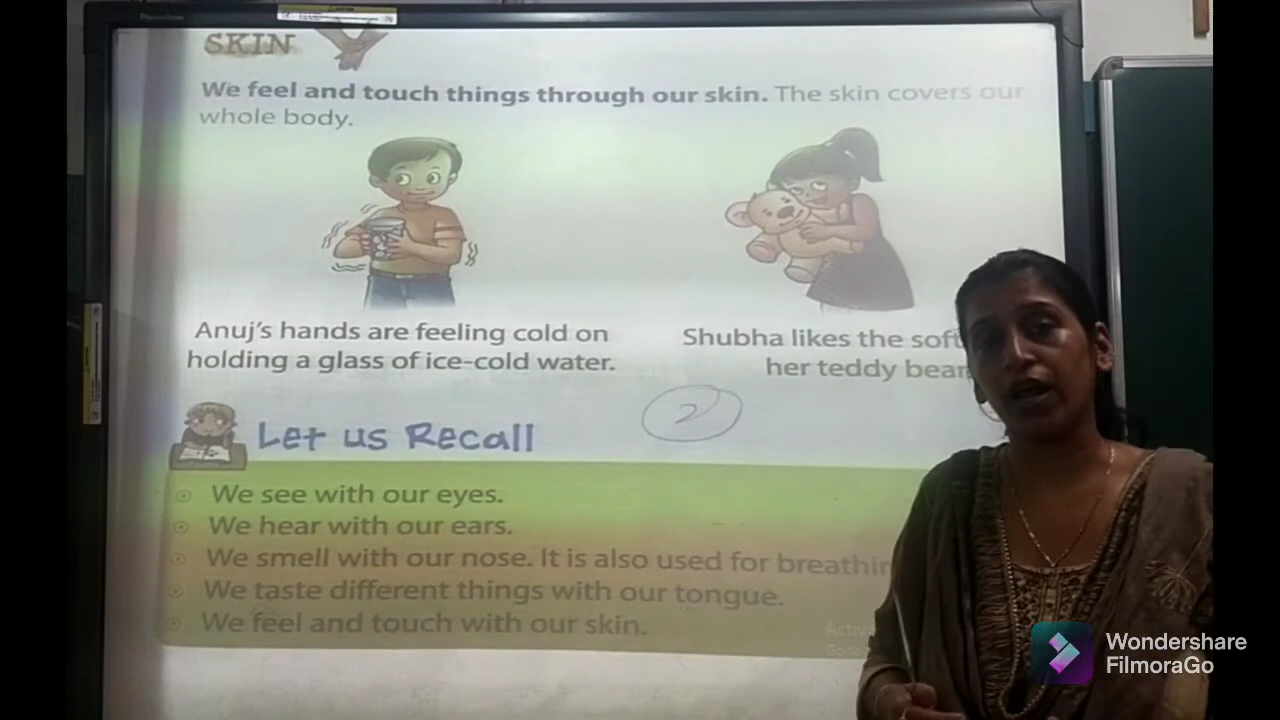 SKIN
We feel and touch things through our skin. The skin covers our
whole body.
Anuj's hands are feeling cold on
holding a glass of ice-cold water.
Shubha likes the soft
her teddy bear
2
Let us Recall
We see with our eyes.
We hear with our ears.
We smell with our nose. It is also used for breathin
We taste different things with our tongue.
We feel and touch with our skin.
Wondershare
FilmoraGo